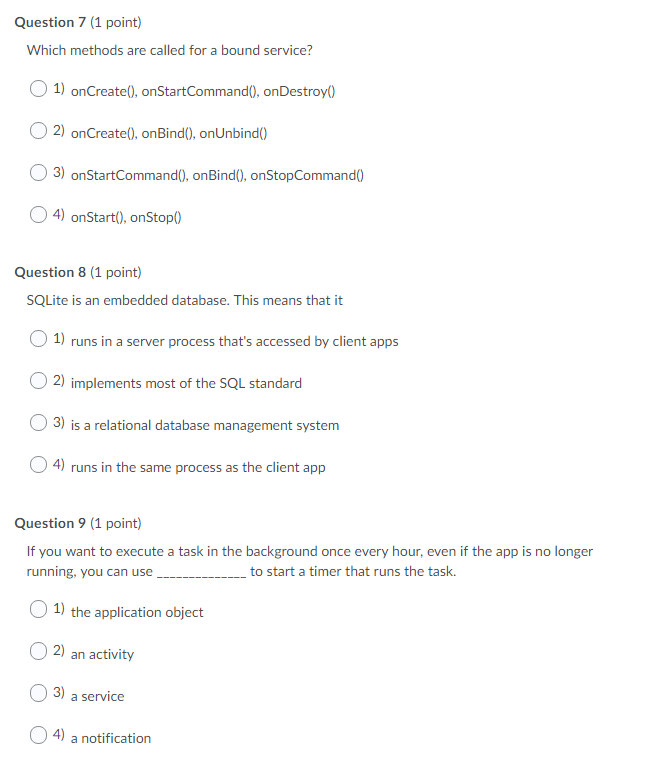 Question 7 (1 point)
Which methods are called for a bound service?
1) onCreate(), onStartCommand(), onDestroy()
2) onCreate(), onBind(), onUnbind()
3) onStartCommand(), onBind(), onStopCommand()
4) onStart(), onStop()
Question 8 (1 point)
SQLite is an embedded database. This means that it
1) runs in a server process that's accessed by client apps
2) implements most of the SQL standard
3) is a relational database management system
4) runs in the same process as the client app
Question 9 (1 point)
If you want to execute a task in the background once every hour, even if the app is no longer
running, you can use ______________ to start a timer that runs the task.
1) the application object
2) an activity
3) a service
4) a notification